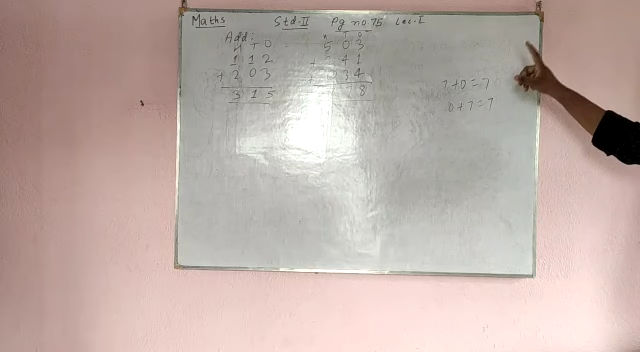 Maths Std-II Pg no 75 Lec-I
Add:
H T O
1 1 2
+ 2 0 3
3 1 5
H T O
5 0 3
+ 4 1
+ 3 4
8
7+0=7
0+7=7